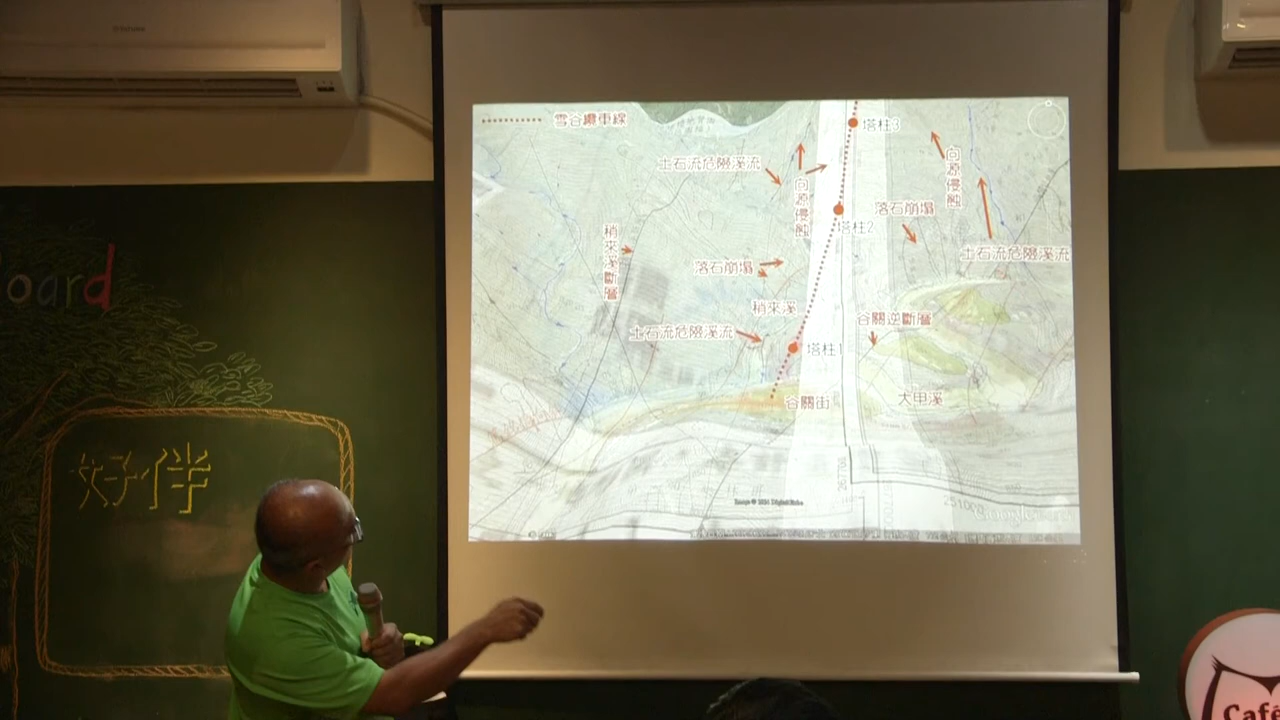 雪谷纜車線
塔柱3
土石流危險溪流
向源侵蝕
向源侵蝕
落石崩塌
塔柱2
稍來溪斷層
土石流危險溪流
落石崩塌
稍來溪
谷關逆斷層
土石流危險溪流
塔柱1
谷關街
大甲溪
oard
好伴
Café